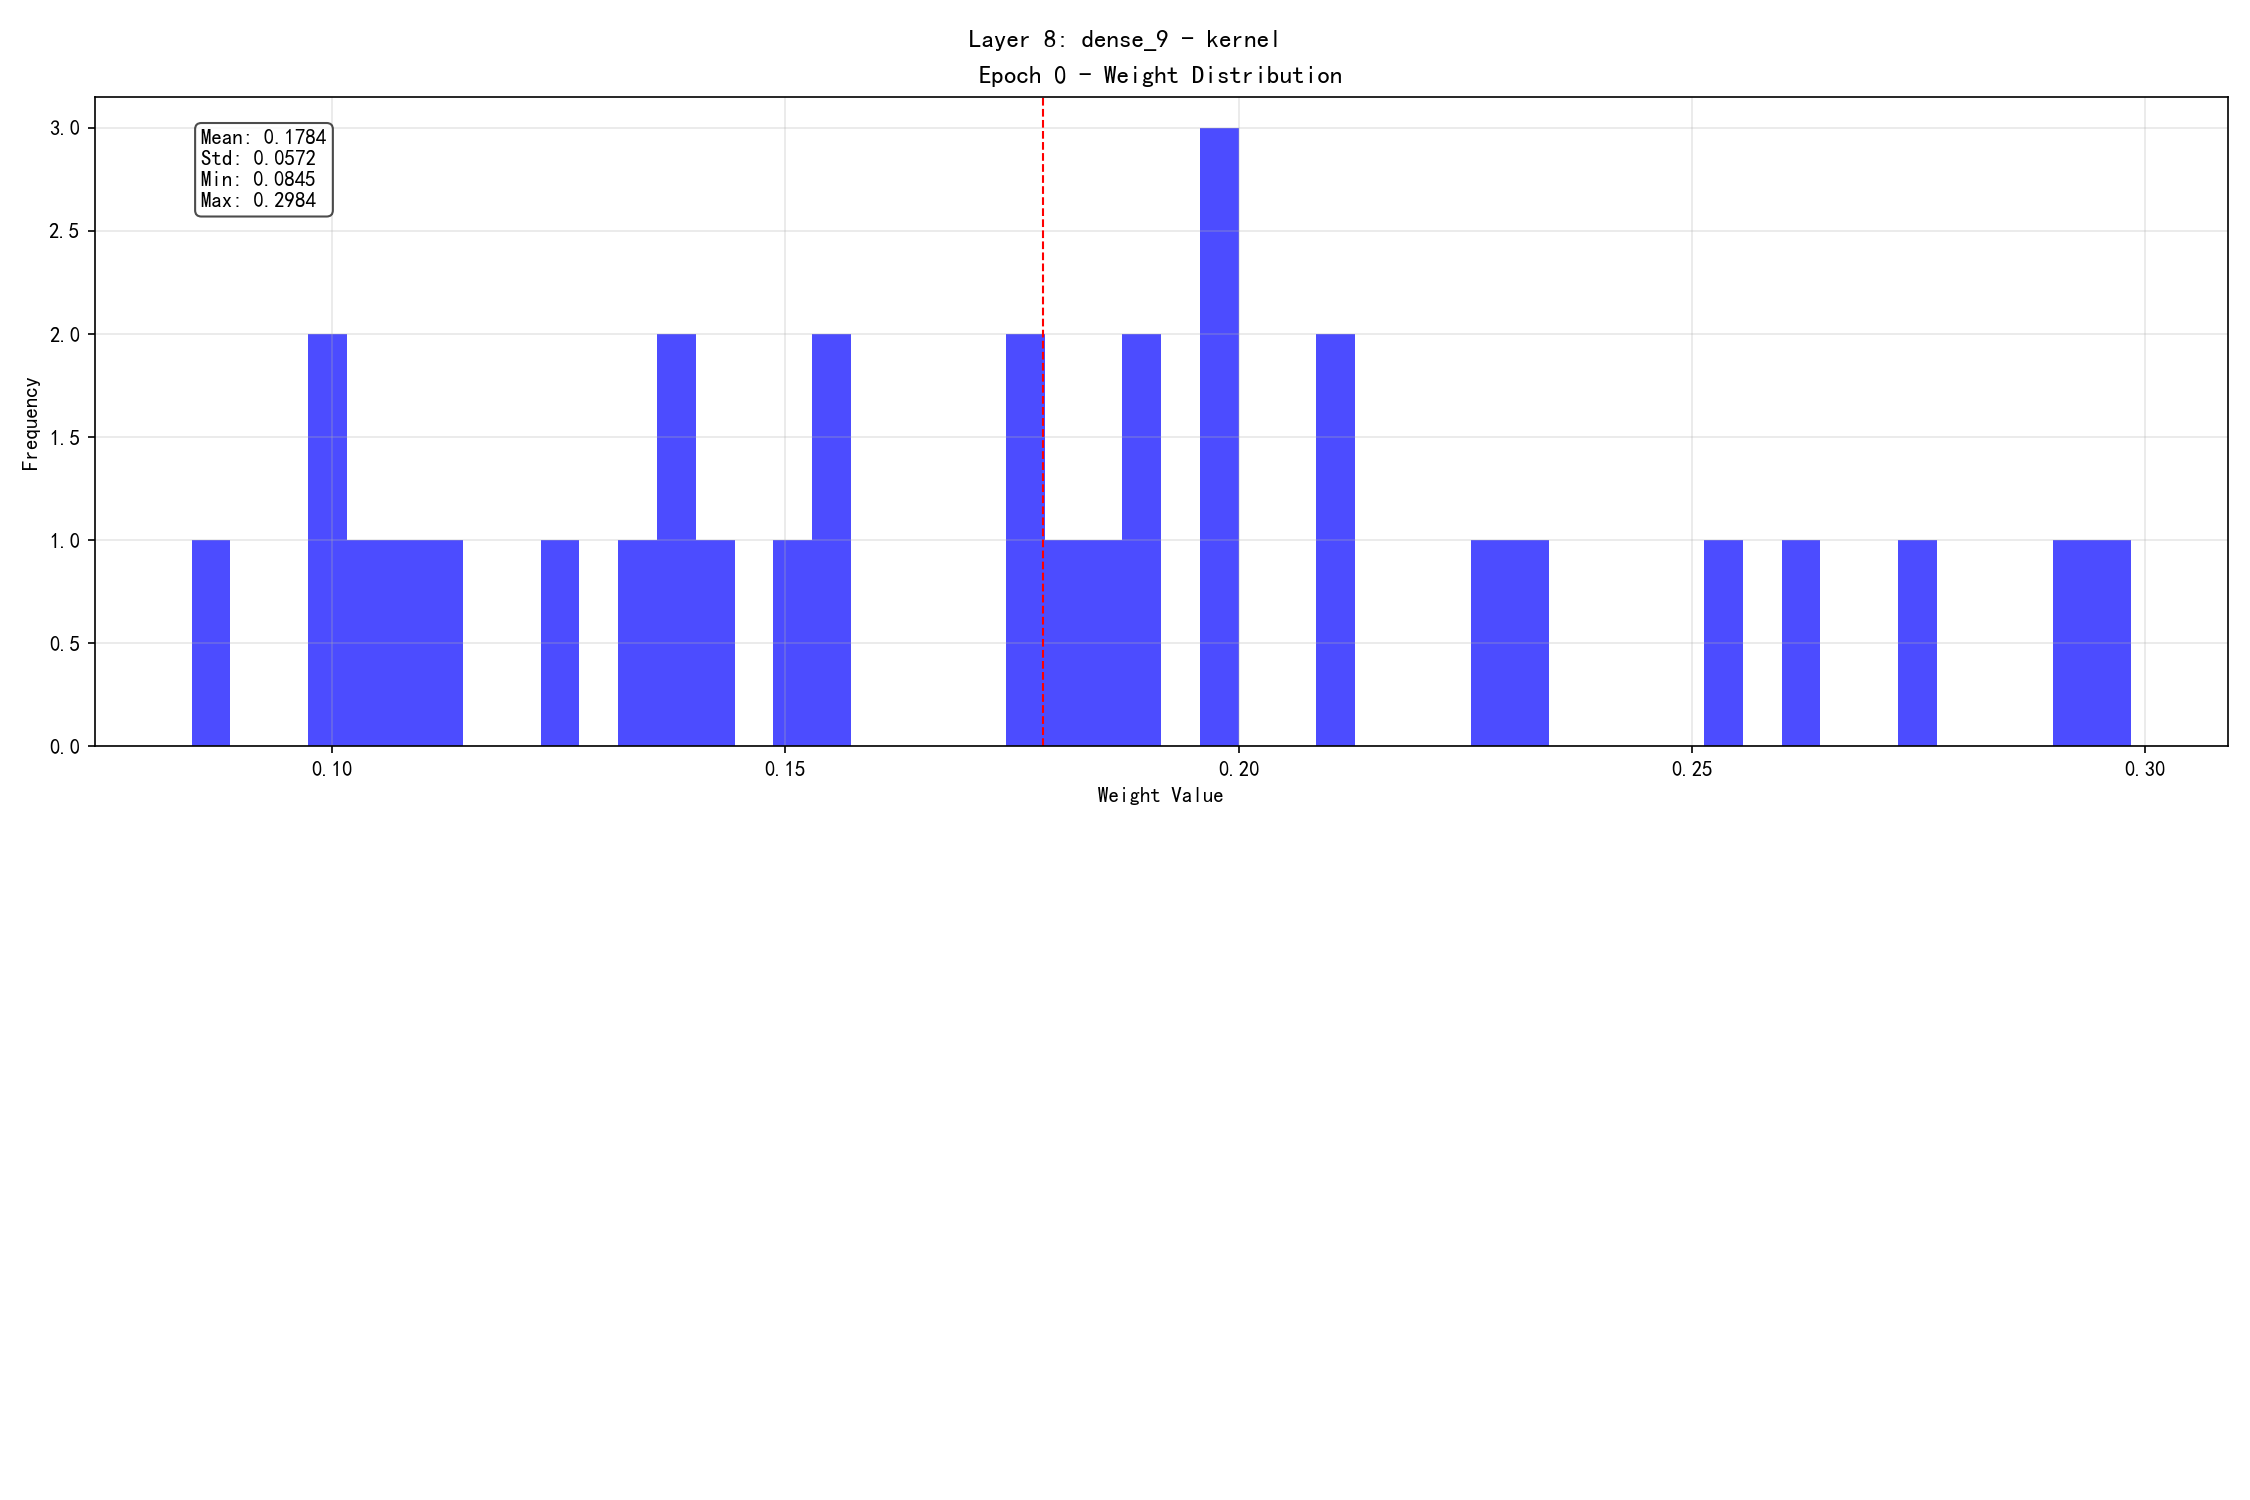 Layer 8: dense_9 - kernel
Epoch 0 - Weight Distribution
Mean: 0.1784
Std: 0.0572
Min: 0.0845
Max: 0.2984
3.0
2.5
2.0
1.5
1.0
0.5
0.0
Frequency
0.10 0.15 0.20 0.25 0.30
Weight Value